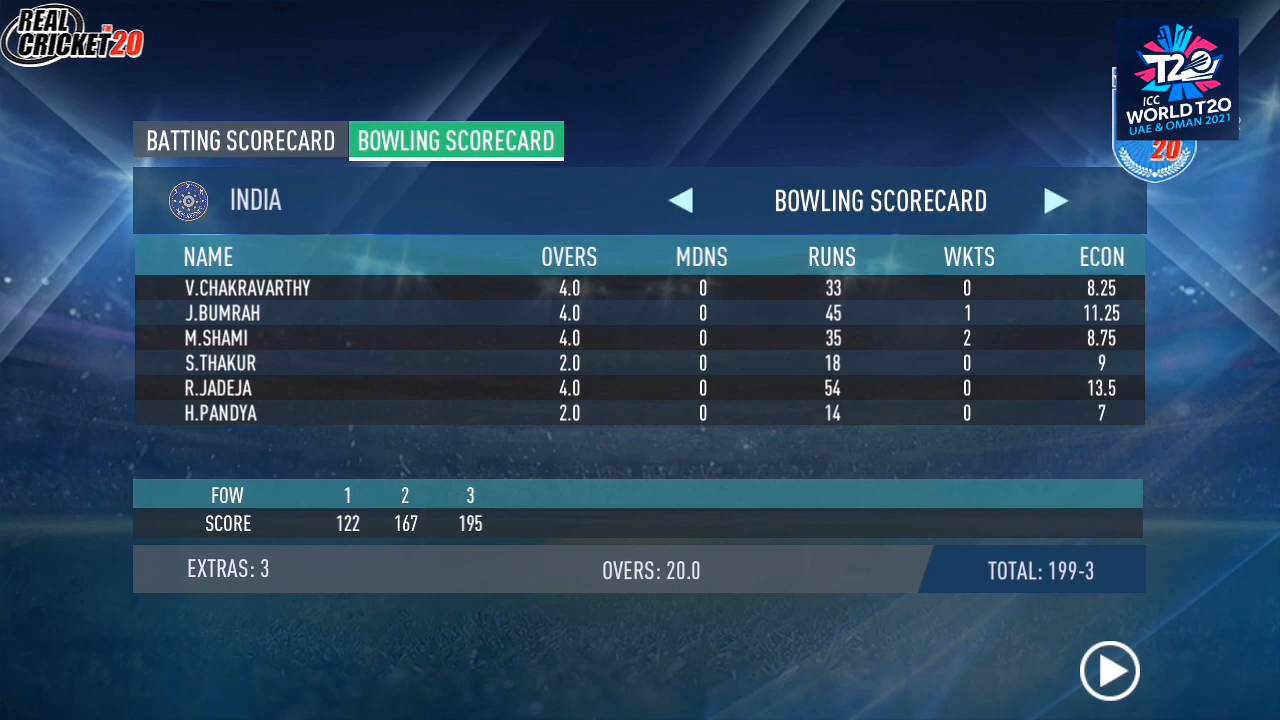 REAL
CRICKET™20
T20
ICC
WORLD T20
UAE & OMAN 2021
20
BATTING SCORECARD BOWLING SCORECARD
INDIA BOWLING SCORECARD
NAME OVERS MDNS RUNS WKTS ECON
V.CHAKRAVARTHY 4.0 0 33 0 8.25
J.BUMRAH 4.0 0 45 1 11.25
M.SHAMI 4.0 0 35 2 8.75
S.THAKUR 2.0 0 18 0 9
R.JADEJA 4.0 0 54 0 13.5
H.PANDYA 2.0 0 14 0 7
FOW 1 2 3
SCORE 122 167 195
EXTRAS: 3 OVERS: 20.0 TOTAL: 199-3